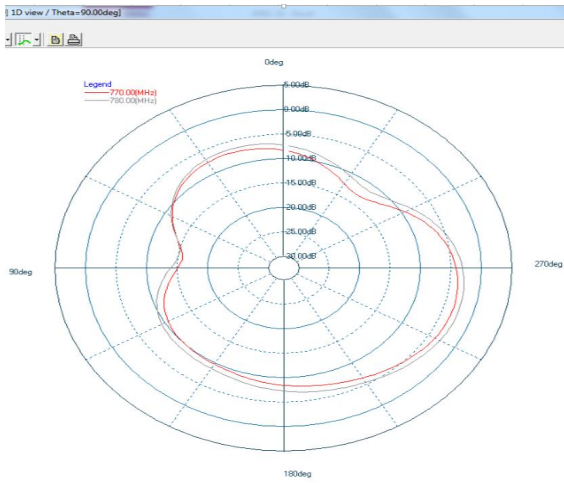 ] 1D view / Theta=90.00deg]
0deg
Legend
770.00(MHz)
780.00(MHz)
5.00dB
0.00dB
-5.00dB
-10.00dB
-15.00dB
-20.00dB
-25.00dB
-30.00dB
90deg
270deg
180deg